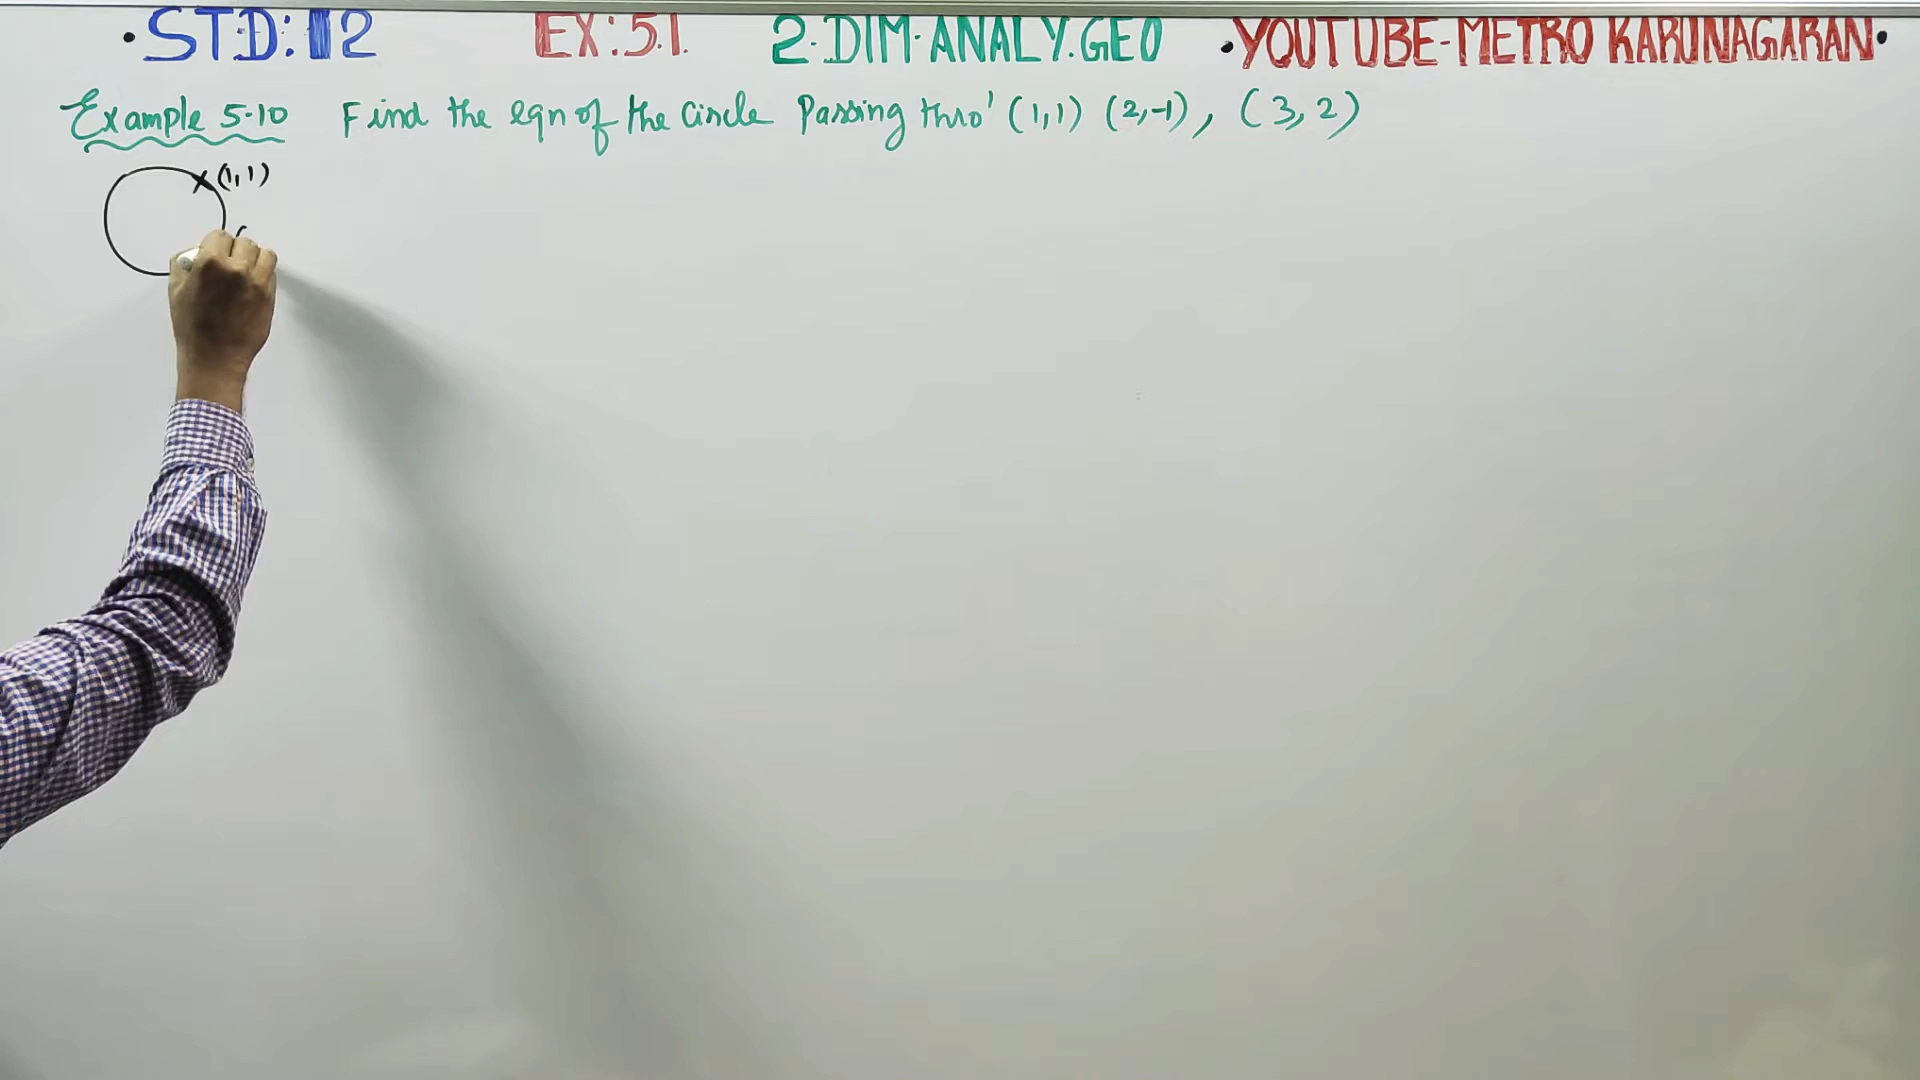 • STD: 12 EX: 5.1. 2-DIM-ANALY.GEO •YOUTUBE-METRO KARUNAGARAN•
Example 5.10 Find the eqn of the Circle Passing thro' (1,1) (2,-1), (3,2)
(1,1)